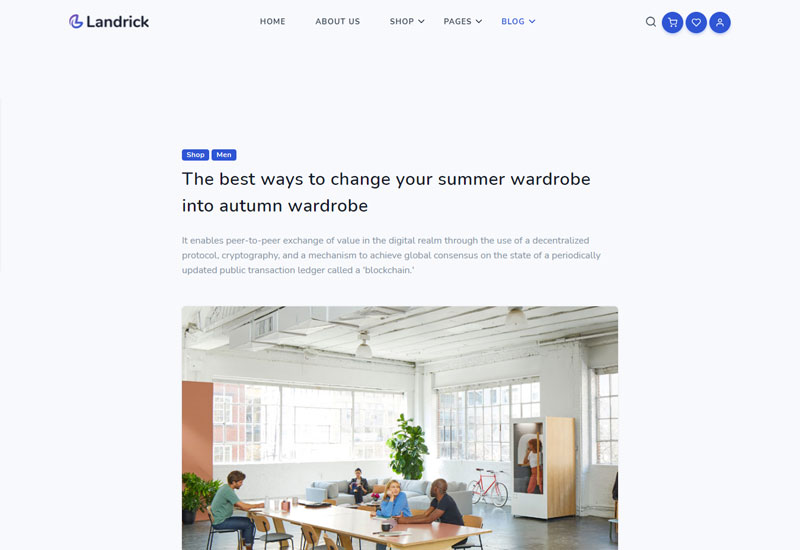 Landrick
HOME ABOUT US SHOP PAGES BLOG
Shop Men
The best ways to change your summer wardrobe
into autumn wardrobe
It enables peer-to-peer exchange of value in the digital realm through the use of a decentralized
protocol, cryptography, and a mechanism to achieve global consensus on the state of a periodically
updated public transaction ledger called a 'blockchain.'